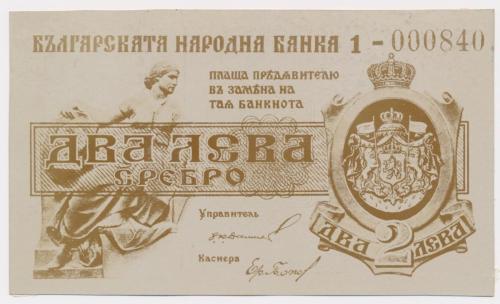 БЪЛГАРСКАТА НАРОДНА БАНКА 1-000840
ПЛАЩА ПРѢДЯВИТЕЛЮ
ВЪ ЗАМѢНА НА
ТАЯ БАНКНОТА
ДВА ЛЕВА
СРЕБРО
Управитель
Касиеръ
ДВА 2 ЛЕВА